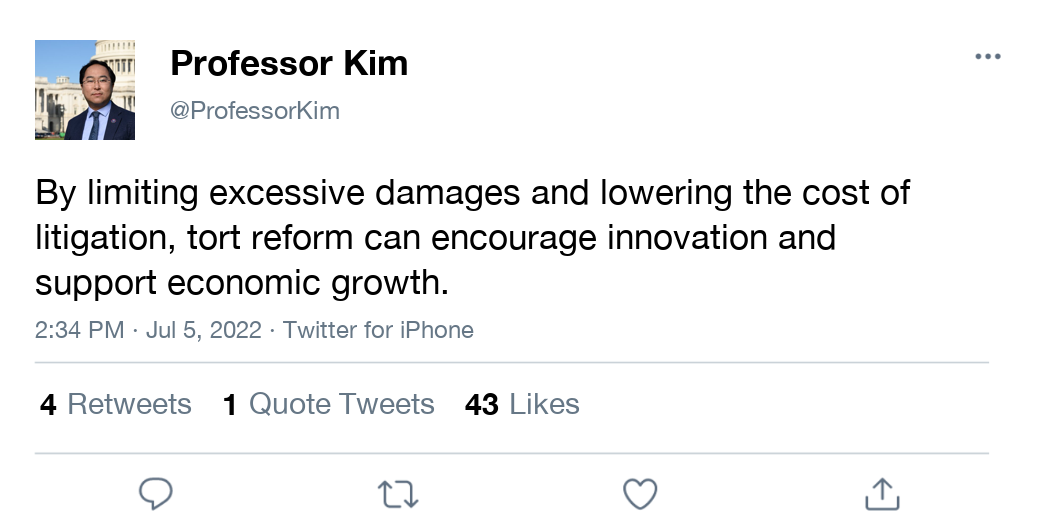 Professor Kim
@ProfessorKim
By limiting excessive damages and lowering the cost of
litigation, tort reform can encourage innovation and
support economic growth.
2:34 PM · Jul 5, 2022 · Twitter for iPhone
4 Retweets 1 Quote Tweets 43 Likes